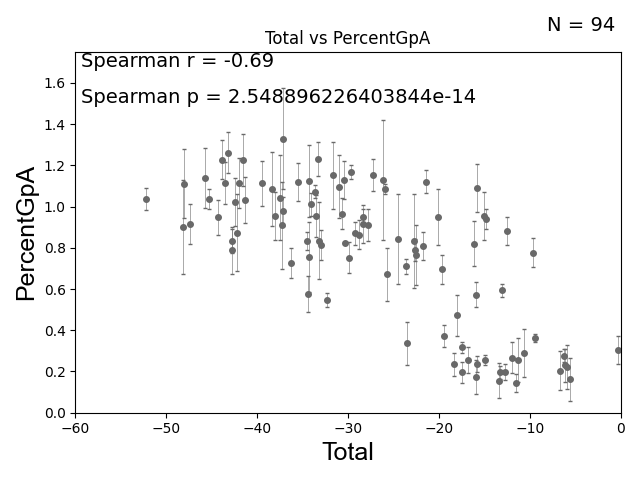 N = 94
Total vs PercentGpA
Spearman r = -0.69
Spearman p = 2.548896226403844e-14
PercentGpA
1.6
1.4
1.2
1.0
0.8
0.6
0.4
0.2
0.0
−60 −50 −40 −30 −20 −10 0
Total